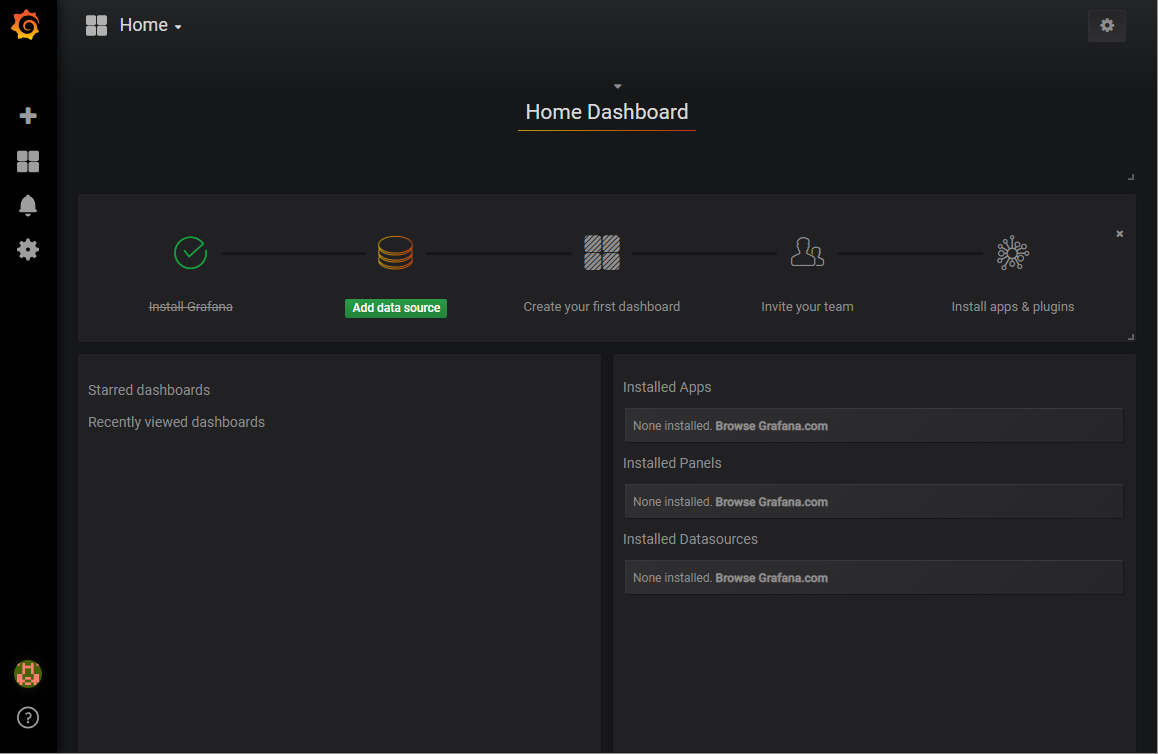 Home
Home Dashboard
Install Grafana
Add data source
Create your first dashboard
Invite your team
Install apps & plugins
Starred dashboards
Recently viewed dashboards
Installed Apps
None installed. Browse Grafana.com
Installed Panels
None installed. Browse Grafana.com
Installed Datasources
None installed. Browse Grafana.com
?